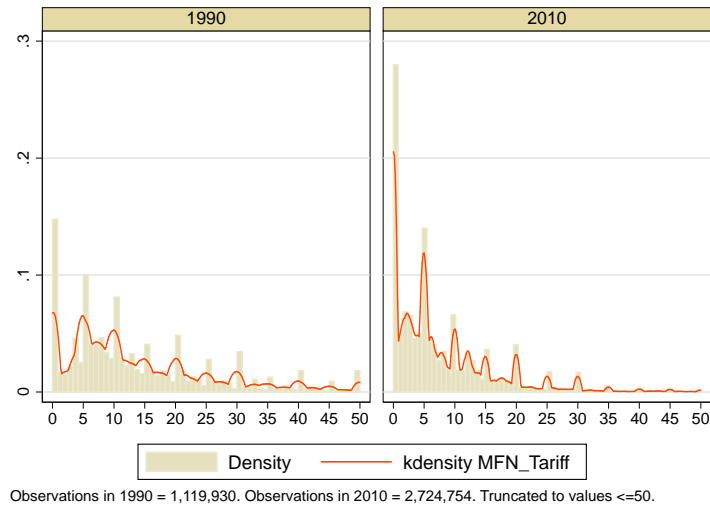 1990 2010
.3
.2
.1
0
0 5 10 15 20 25 30 35 40 45 50 0 5 10 15 20 25 30 35 40 45 50
Density kdensity MFN_Tariff
Observations in 1990 = 1,119,930. Observations in 2010 = 2,724,754. Truncated to values <=50.